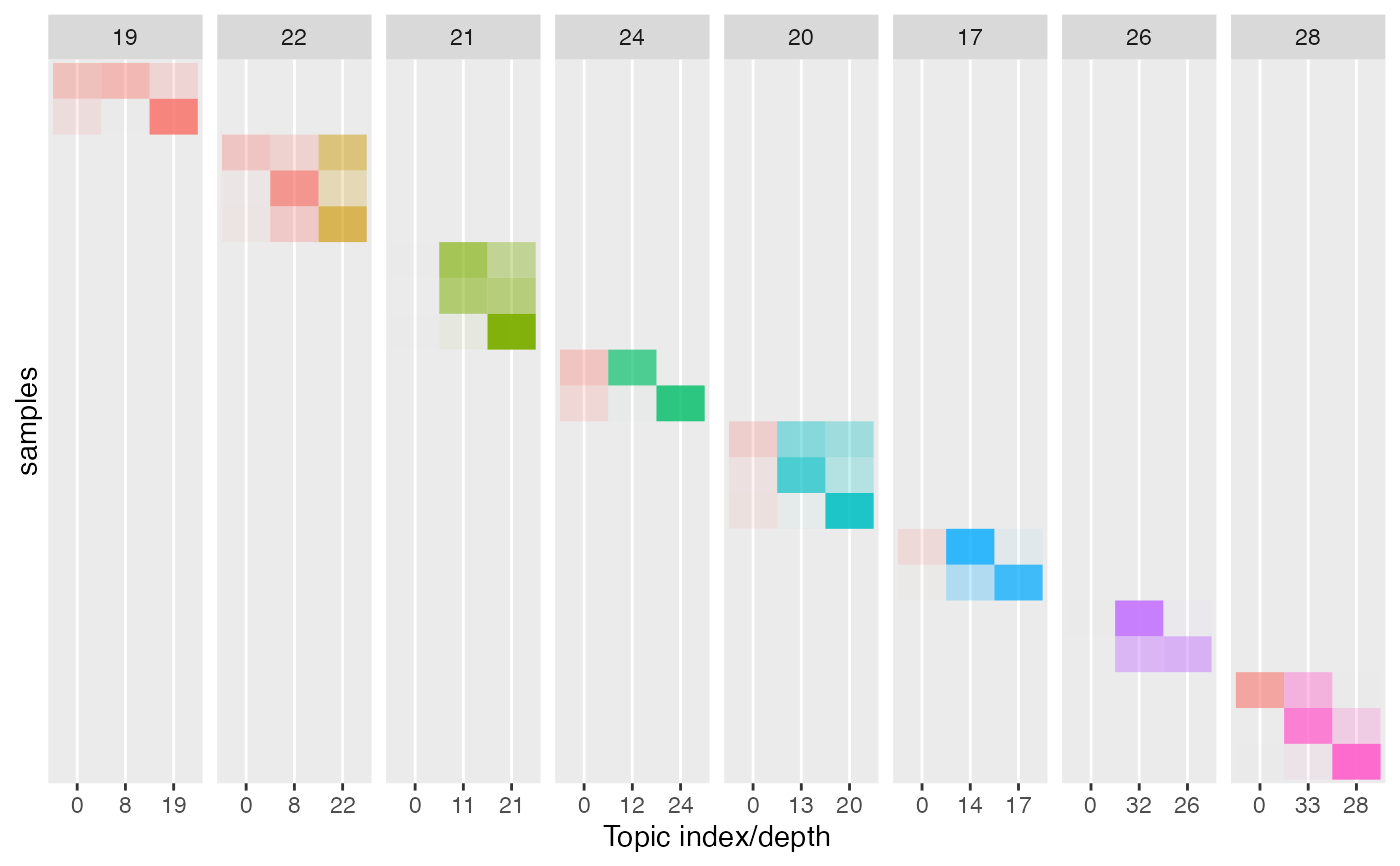 19 22 21 24 20 17 26 28
samples
0 8 19 0 8 22 0 11 21 0 12 24 0 13 20 0 14 17 0 32 26 0 33 28
Topic index/depth